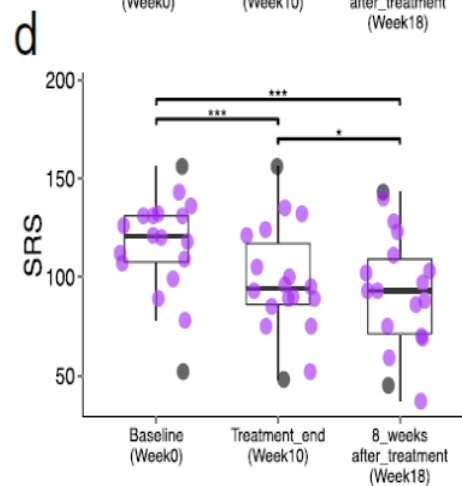 (Week0)
(Week10)
after_treatment
(Week18)
d
200
***
***
*
150
SRS
100
50
Baseline
(Week0)
Treatment_end
(Week10)
8_weeks
after_treatment
(Week18)